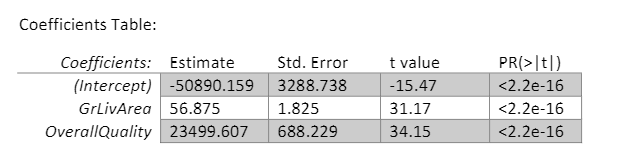 Coefficients Table:
Coefficients: Estimate Std. Error t value PR(>|t|)
(Intercept) -50890.159 3288.738 -15.47 <2.2e-16
GrLivArea 56.875 1.825 31.17 <2.2e-16
OverallQuality 23499.607 688.229 34.15 <2.2e-16